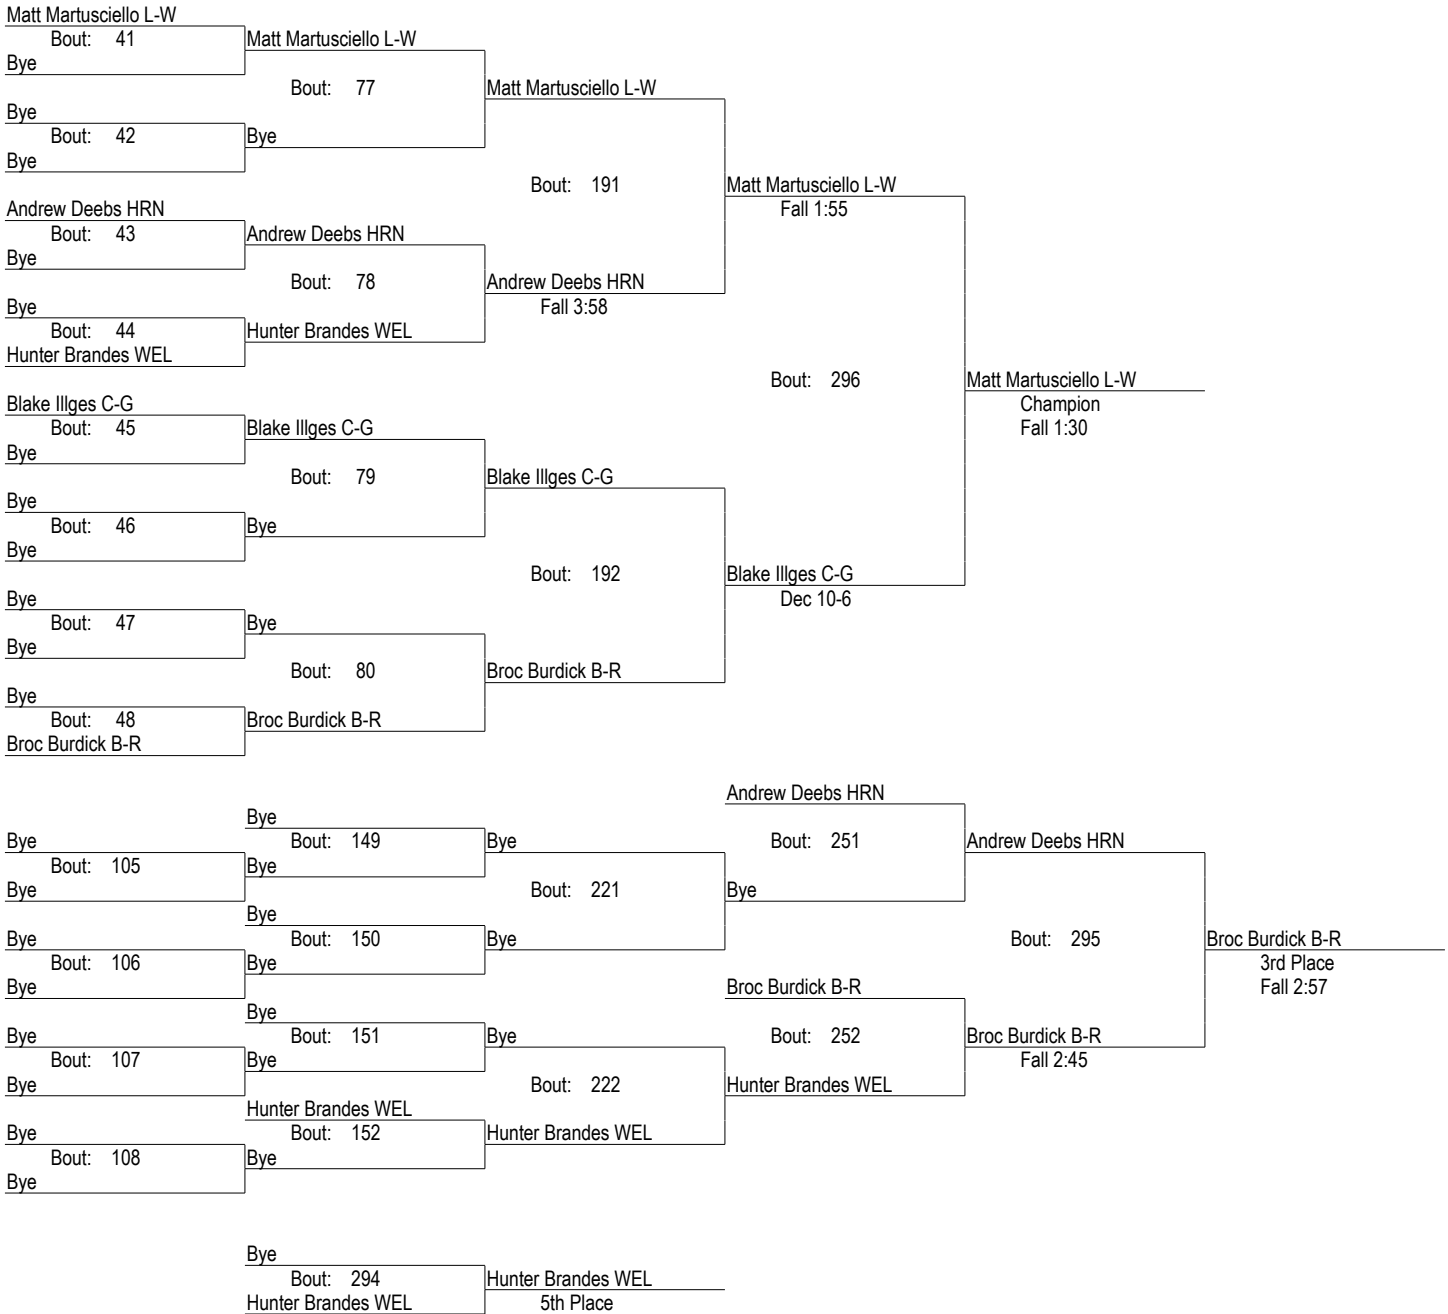 Matt Martusciello L-W
Bout: 41
Matt Martusciello L-W
Bye
Bout: 77
Matt Martusciello L-W
Bye
Bout: 42
Bye
Bye
Bout: 191
Matt Martusciello L-W
Fall 1:55
Andrew Deebs HRN
Bout: 43
Andrew Deebs HRN
Bye
Bout: 78
Andrew Deebs HRN
Fall 3:58
Bye
Bout: 44
Hunter Brandes WEL
Hunter Brandes WEL
Bout: 296
Matt Martusciello L-W
Champion
Fall 1:30
Blake Illges C-G
Bout: 45
Blake Illges C-G
Bye
Bout: 79
Blake Illges C-G
Bye
Bout: 46
Bye
Bye
Bout: 192
Blake Illges C-G
Dec 10-6
Bye
Bout: 47
Bye
Bye
Bout: 80
Broc Burdick B-R
Bye
Bout: 48
Broc Burdick B-R
Broc Burdick B-R
Andrew Deebs HRN
Bye
Bye
Bout: 149
Bye
Bout: 251
Andrew Deebs HRN
Bout: 105
Bye
Bye
Bout: 221
Bye
Bye
Bye
Bout: 150
Bye
Bout: 295
Broc Burdick B-R
3rd Place
Fall 2:57
Bout: 106
Bye
Bye
Broc Burdick B-R
Bye
Bye
Bout: 151
Bye
Bout: 252
Broc Burdick B-R
Fall 2:45
Bout: 107
Bye
Bye
Bout: 222
Hunter Brandes WEL
Hunter Brandes WEL
Bye
Bout: 152
Hunter Brandes WEL
Bout: 108
Bye
Bye
Bye
Bout: 294
Hunter Brandes WEL
Hunter Brandes WEL
5th Place